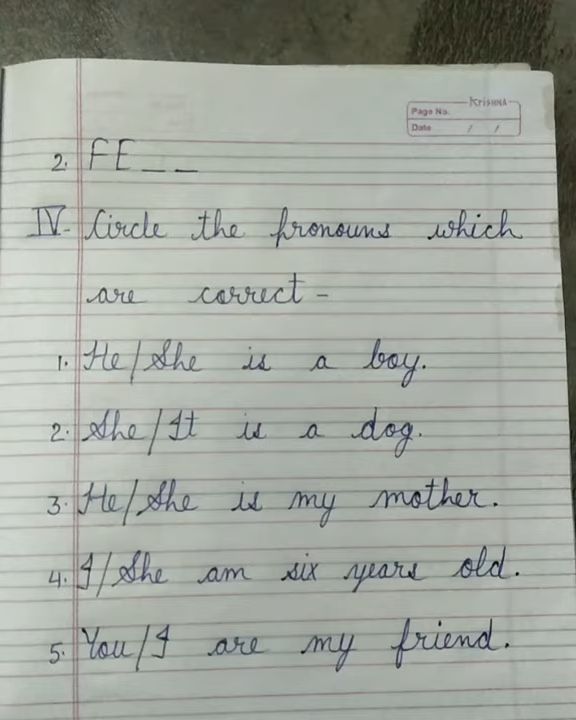 KRISHNA
Page No.
Date / /
2. FE _ _
IV- Circle the pronouns which
are correct -
1. He/She is a boy.
2. She/It is a dog.
3. He/She is my mother.
4. I/She am six years old.
5. You/I are my friend.